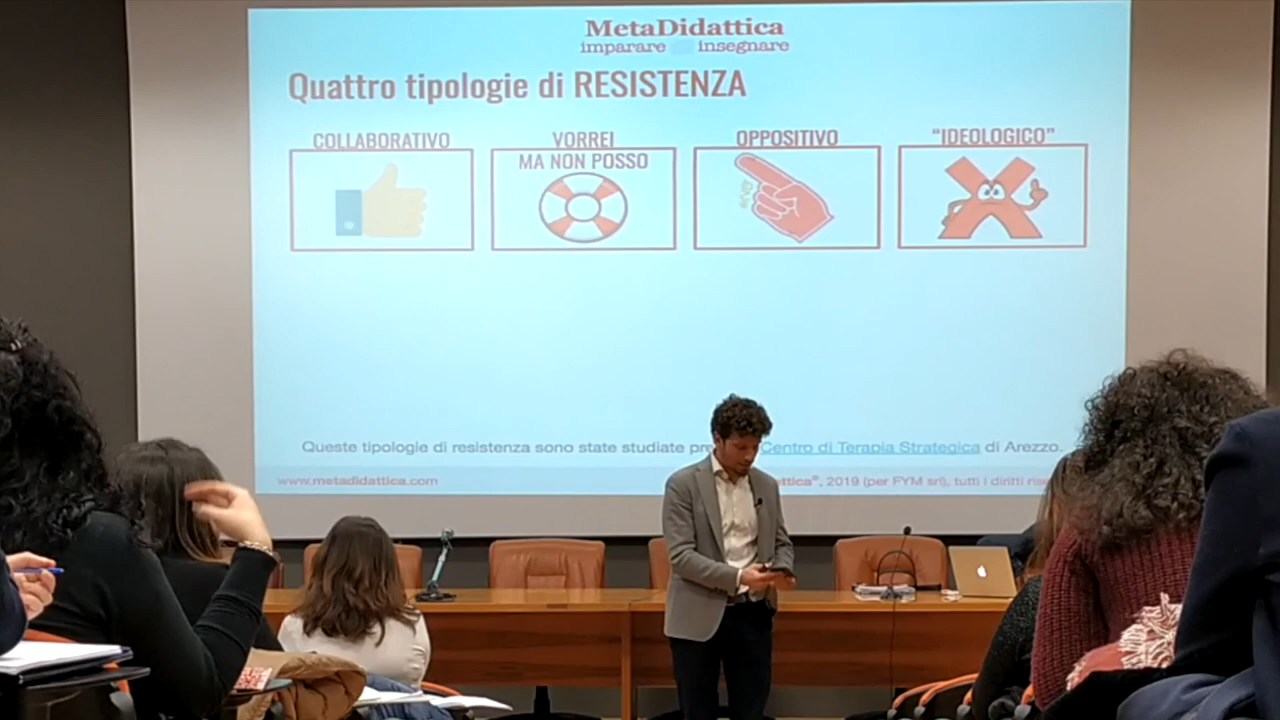 MetaDidattica
imparare insegnare
Quattro tipologie di RESISTENZA
COLLABORATIVO
VORREI
MA NON POSSO
OPPOSITIVO
“IDEOLOGICO”
Queste tipologie di resistenza sono state studiate Centro di Terapia Strategica di Arezzo.
www.metadidattica.com
2019 (per FYM srl), tutti i diritti